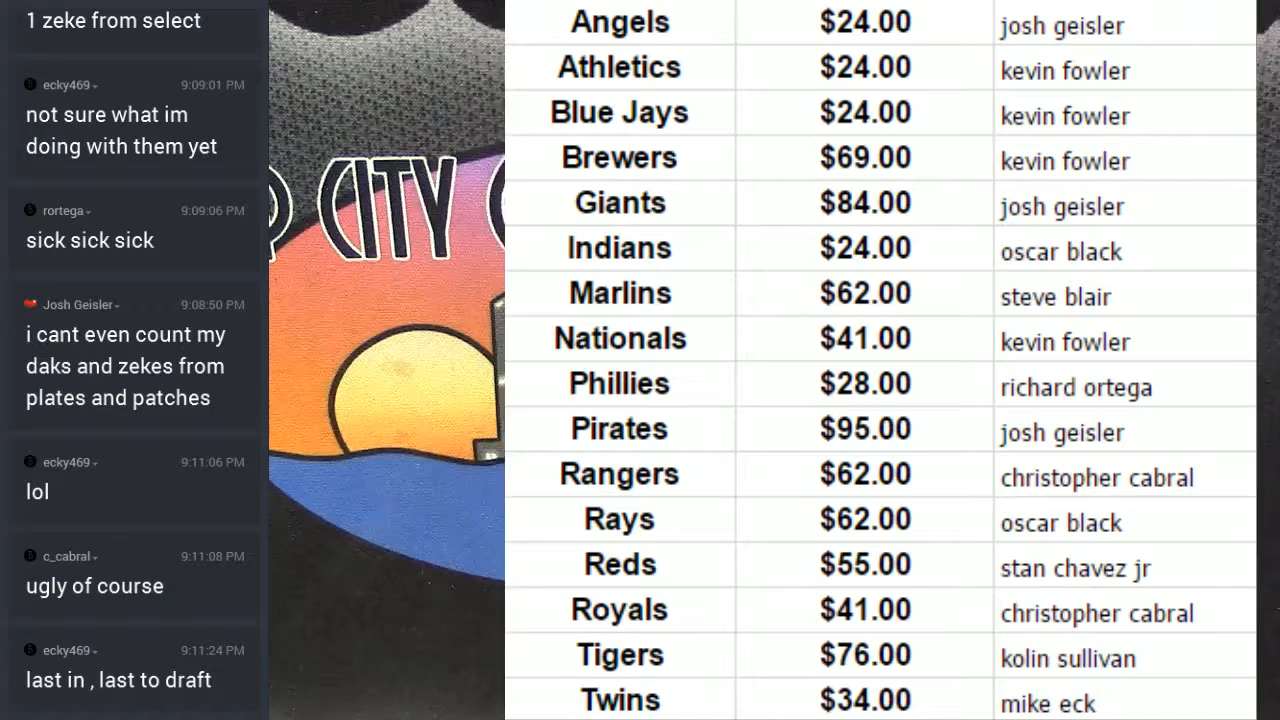 1 zeke from select
ecky469 9:09:01 PM
not sure what im
doing with them yet
rortega 9:09:06 PM
sick sick sick
Josh Geisler 9:08:50 PM
i cant even count my
daks and zekes from
plates and patches
ecky469 9:11:06 PM
lol
c_cabral 9:11:08 PM
ugly of course
ecky469 9:11:24 PM
last in , last to draft
CITY
Angels $24.00 josh geisler
Athletics $24.00 kevin fowler
Blue Jays $24.00 kevin fowler
Brewers $69.00 kevin fowler
Giants $84.00 josh geisler
Indians $24.00 oscar black
Marlins $62.00 steve blair
Nationals $41.00 kevin fowler
Phillies $28.00 richard ortega
Pirates $95.00 josh geisler
Rangers $62.00 christopher cabral
Rays $62.00 oscar black
Reds $55.00 stan chavez jr
Royals $41.00 christopher cabral
Tigers $76.00 kolin sullivan
Twins $34.00 mike eck